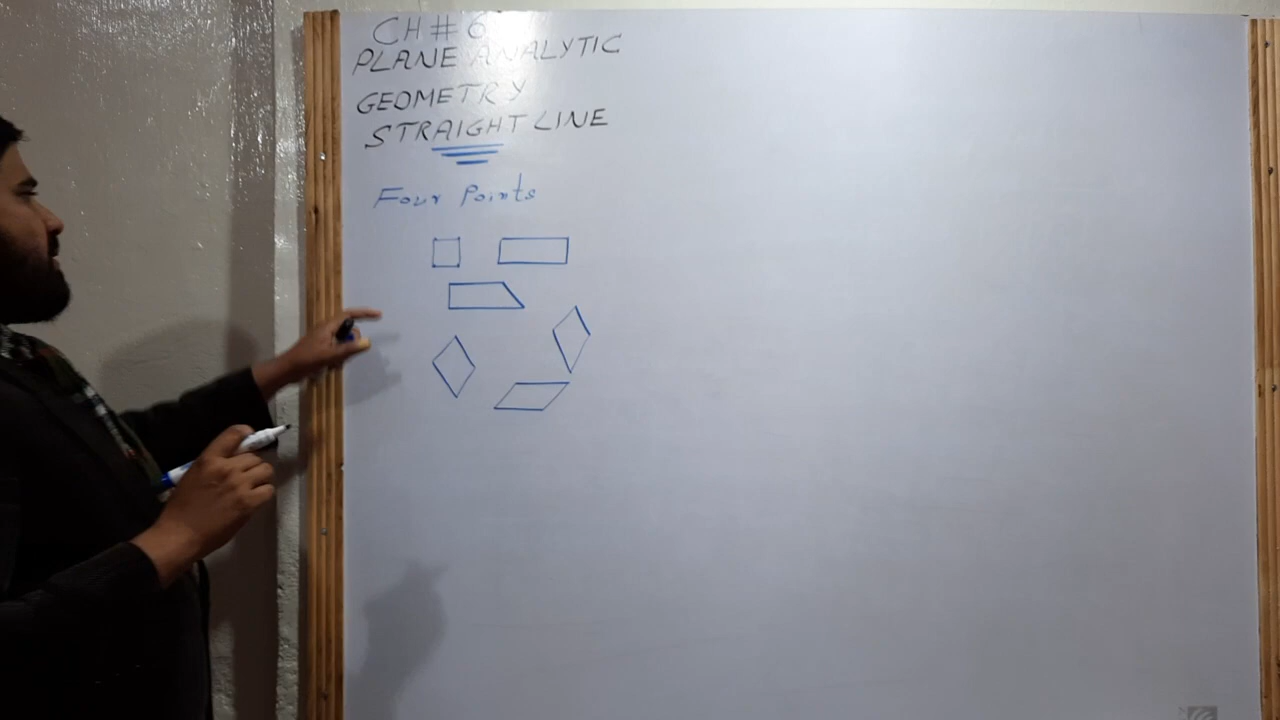 CH # 6
PLANE ANALYTIC
GEOMETRY
STRAIGHT LINE
Four Points